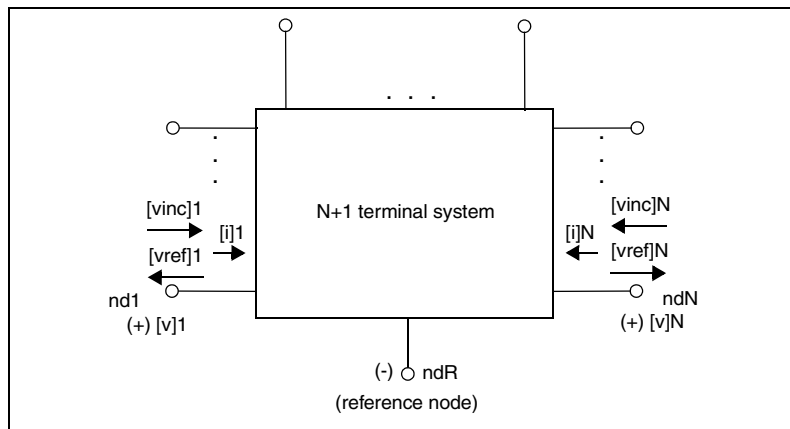 . . .
N+1 terminal system
[vinc]1
[i]1
[vref]1
nd1
(+) [v]1
[vinc]N
[i]N
[vref]N
ndN
(+) [v]N
(-) ndR
(reference node)